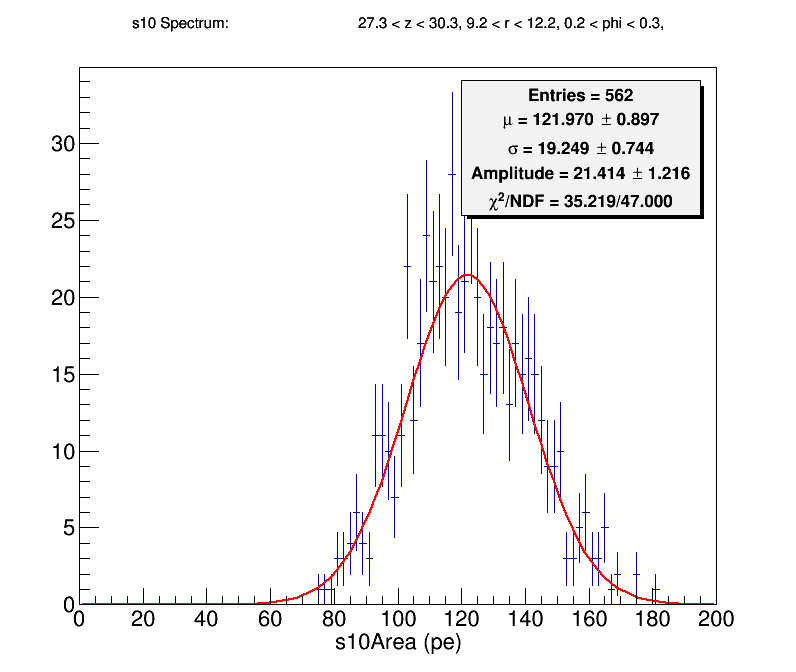 s10 Spectrum: 27.3 < z < 30.3, 9.2 < r < 12.2, 0.2 < phi < 0.3,
Entries = 562
μ = 121.970 ± 0.897
σ = 19.249 ± 0.744
Amplitude = 21.414 ± 1.216
χ²/NDF = 35.219/47.000
30
25
20
15
10
5
0
0 20 40 60 80 100 120 140 160 180 200
s10Area (pe)